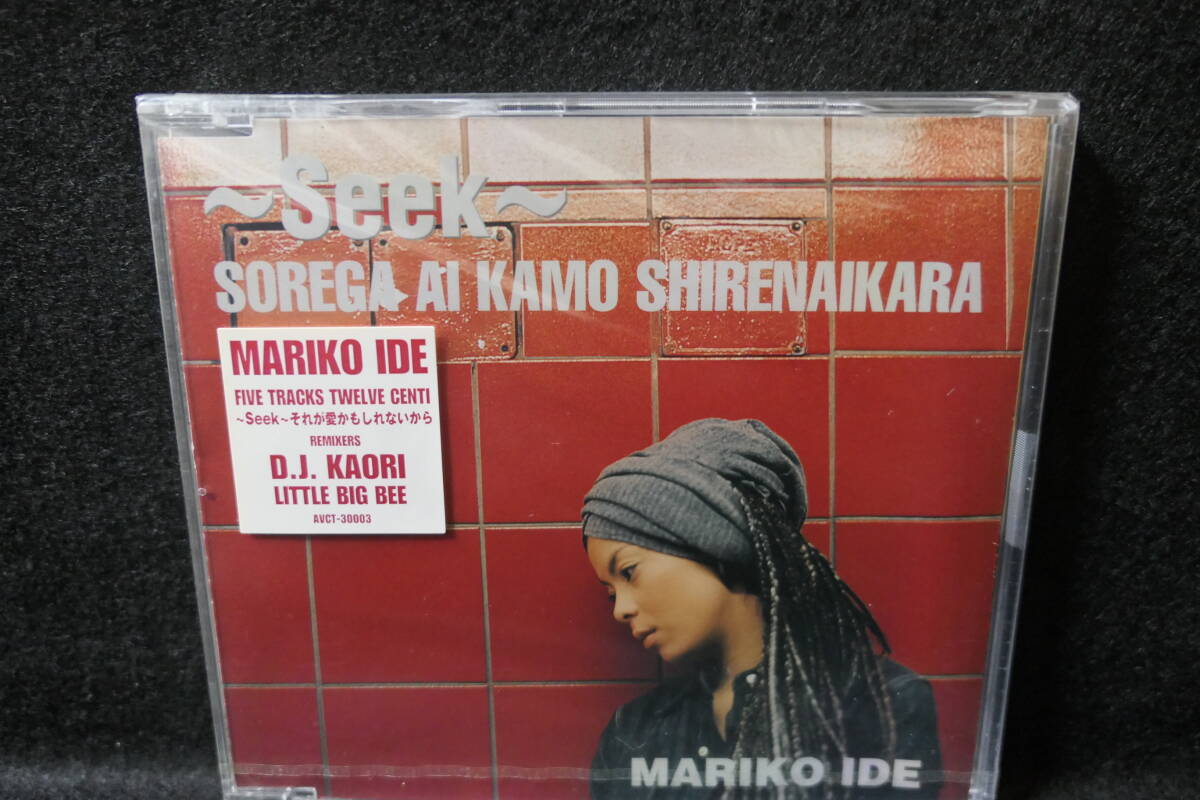 ~Seek~
SOREGA AI KAMO SHIRENAIKARA
MARIKO IDE
FIVE TRACKS TWELVE CENTI
~Seek~それが愛かもしれないから
REMIXERS
D.J. KAORI
LITTLE BIG BEE
AVCT-30003
MARIKO IDE